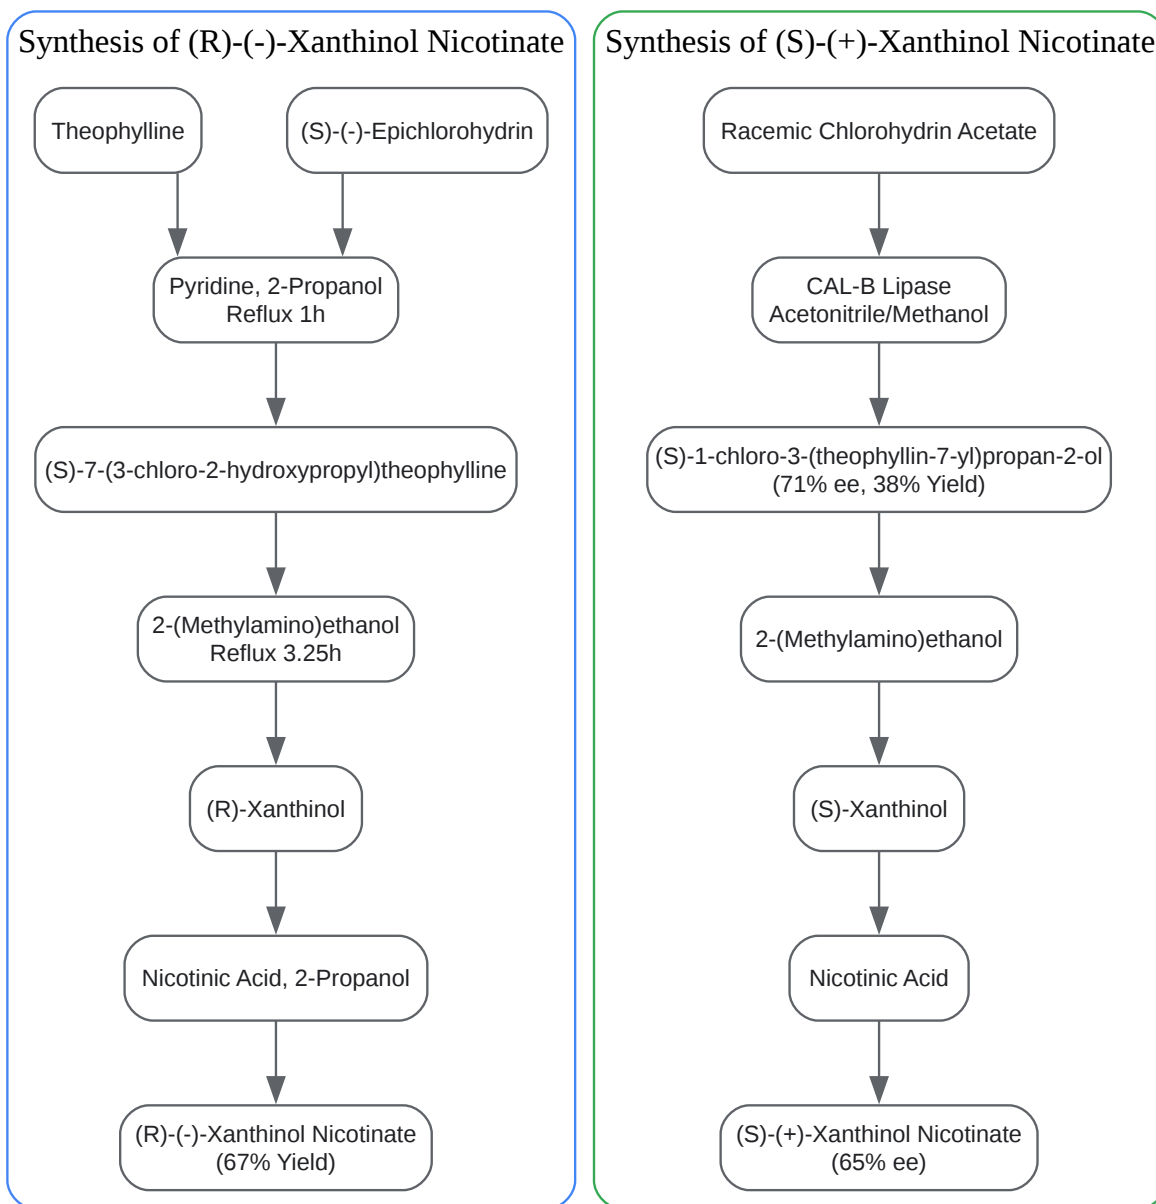 Synthesis of (R)-(-)-Xanthinol Nicotinate
Theophylline
(S)-(-)-Epichlorohydrin
Pyridine, 2-Propanol
Reflux 1h
(S)-7-(3-chloro-2-hydroxypropyl)theophylline
2-(Methylamino)ethanol
Reflux 3.25h
(R)-Xanthinol
Nicotinic Acid, 2-Propanol
(R)-(-)-Xanthinol Nicotinate
(67% Yield)
Synthesis of (S)-(+)-Xanthinol Nicotinate
Racemic Chlorohydrin Acetate
CAL-B Lipase
Acetonitrile/Methanol
(S)-1-chloro-3-(theophyllin-7-yl)propan-2-ol
(71% ee, 38% Yield)
2-(Methylamino)ethanol
(S)-Xanthinol
Nicotinic Acid
(S)-(+)-Xanthinol Nicotinate
(65% ee)